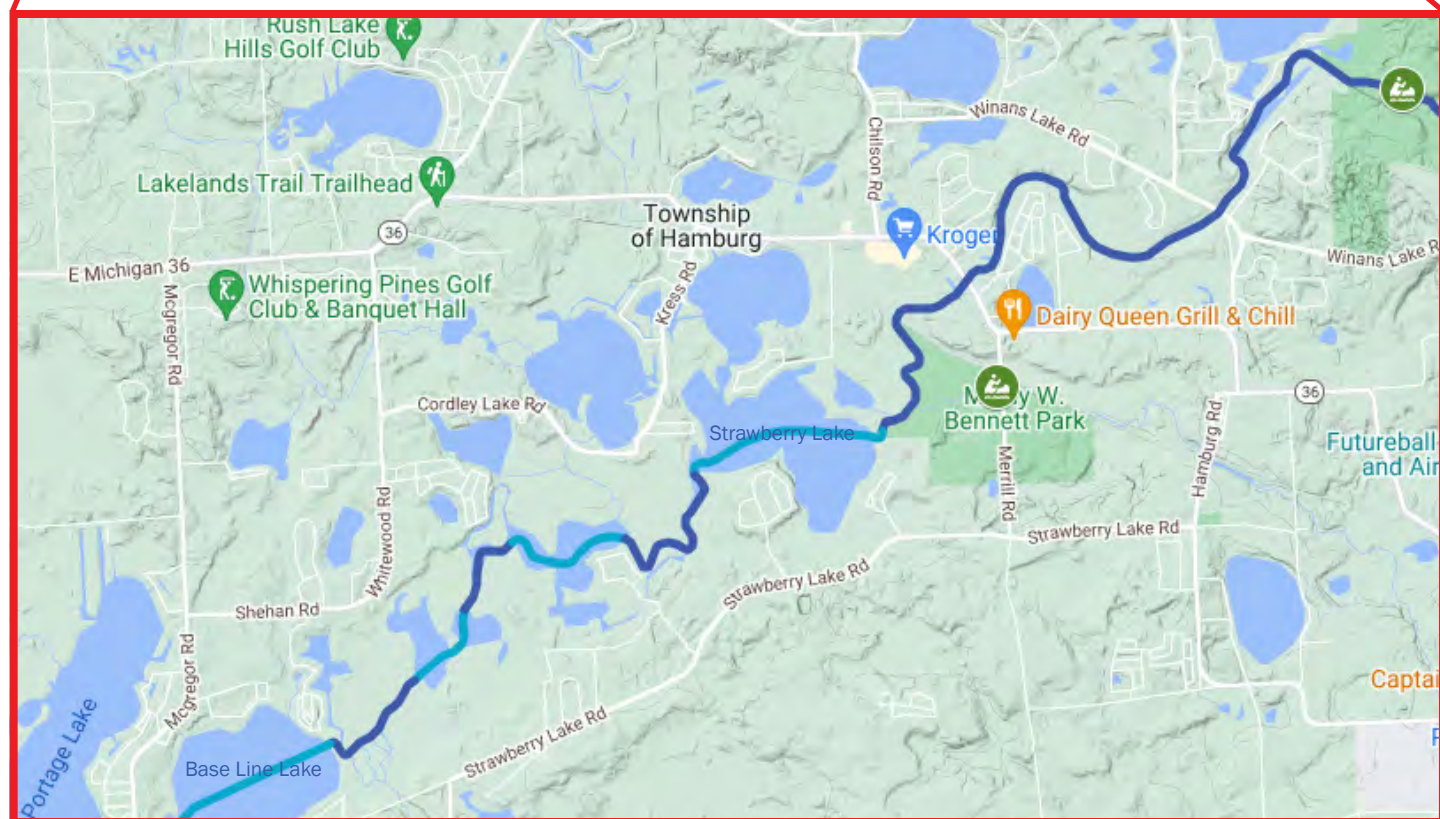 Rush Lake
Hills Golf Club
Winans Lake Rd
Chilson Rd
Lakelands Trail Trailhead
Township
of Hamburg
36
Kroger
E Michigan 36
Winans Lake R
Whispering Pines Golf
Club & Banquet Hall
Kress Rd
Mcgregor Rd
Dairy Queen Grill & Chill
Cordley Lake Rd
W.
Bennett Park
36
Strawberry Lake
Hamburg Rd
Futureball
and Air
Merrill Rd
Whitewood Rd
Strawberry Lake Rd
Strawberry Lake Rd
Shehan Rd
Mcgregor Rd
Captai
Portage Lake
Strawberry Lake Rd
Base Line Lake